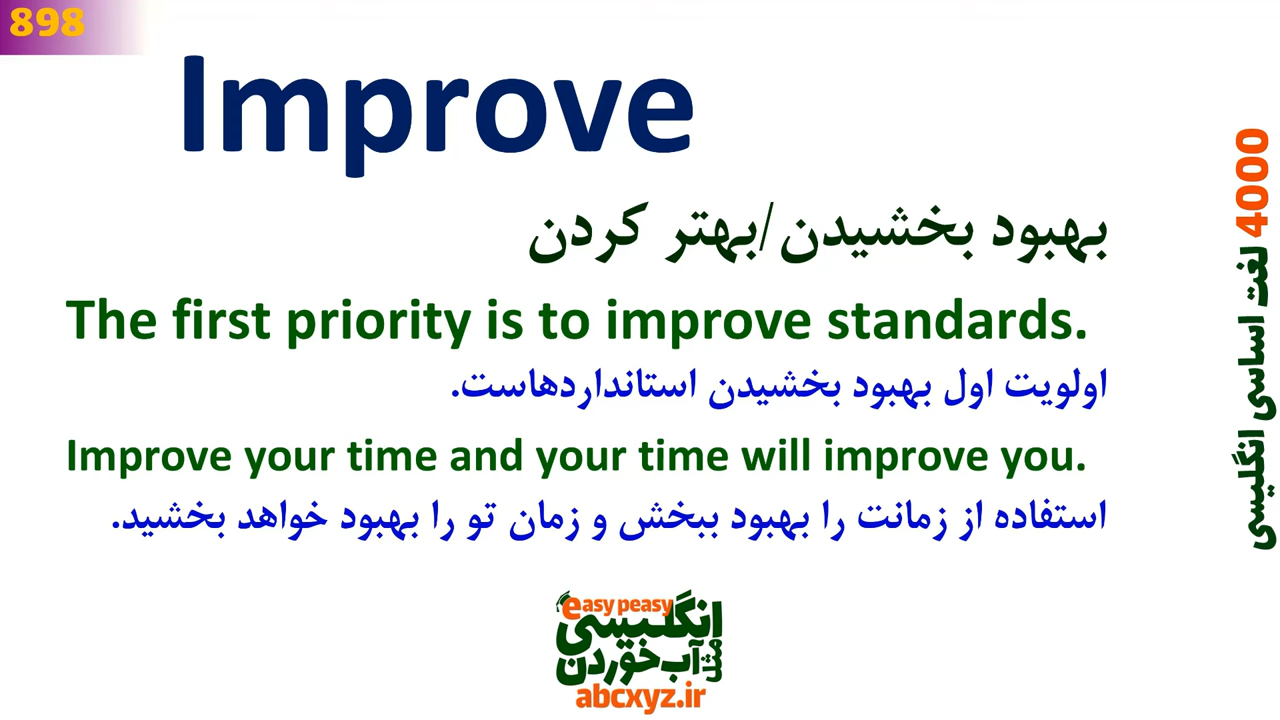 898
Improve
بهبود بخشیدن/بهتر کردن
The first priority is to improve standards.
اولویت اول بهبود بخشیدن استانداردهاست.
Improve your time and your time will improve you.
استفاده از زمانت را بهبود ببخش و زمان تو را بهبود خواهد بخشید.
4000 لغت اساسی انگلیسی
easy peasy
انگلیسی
مثل آب خوردن
abcxyz.ir